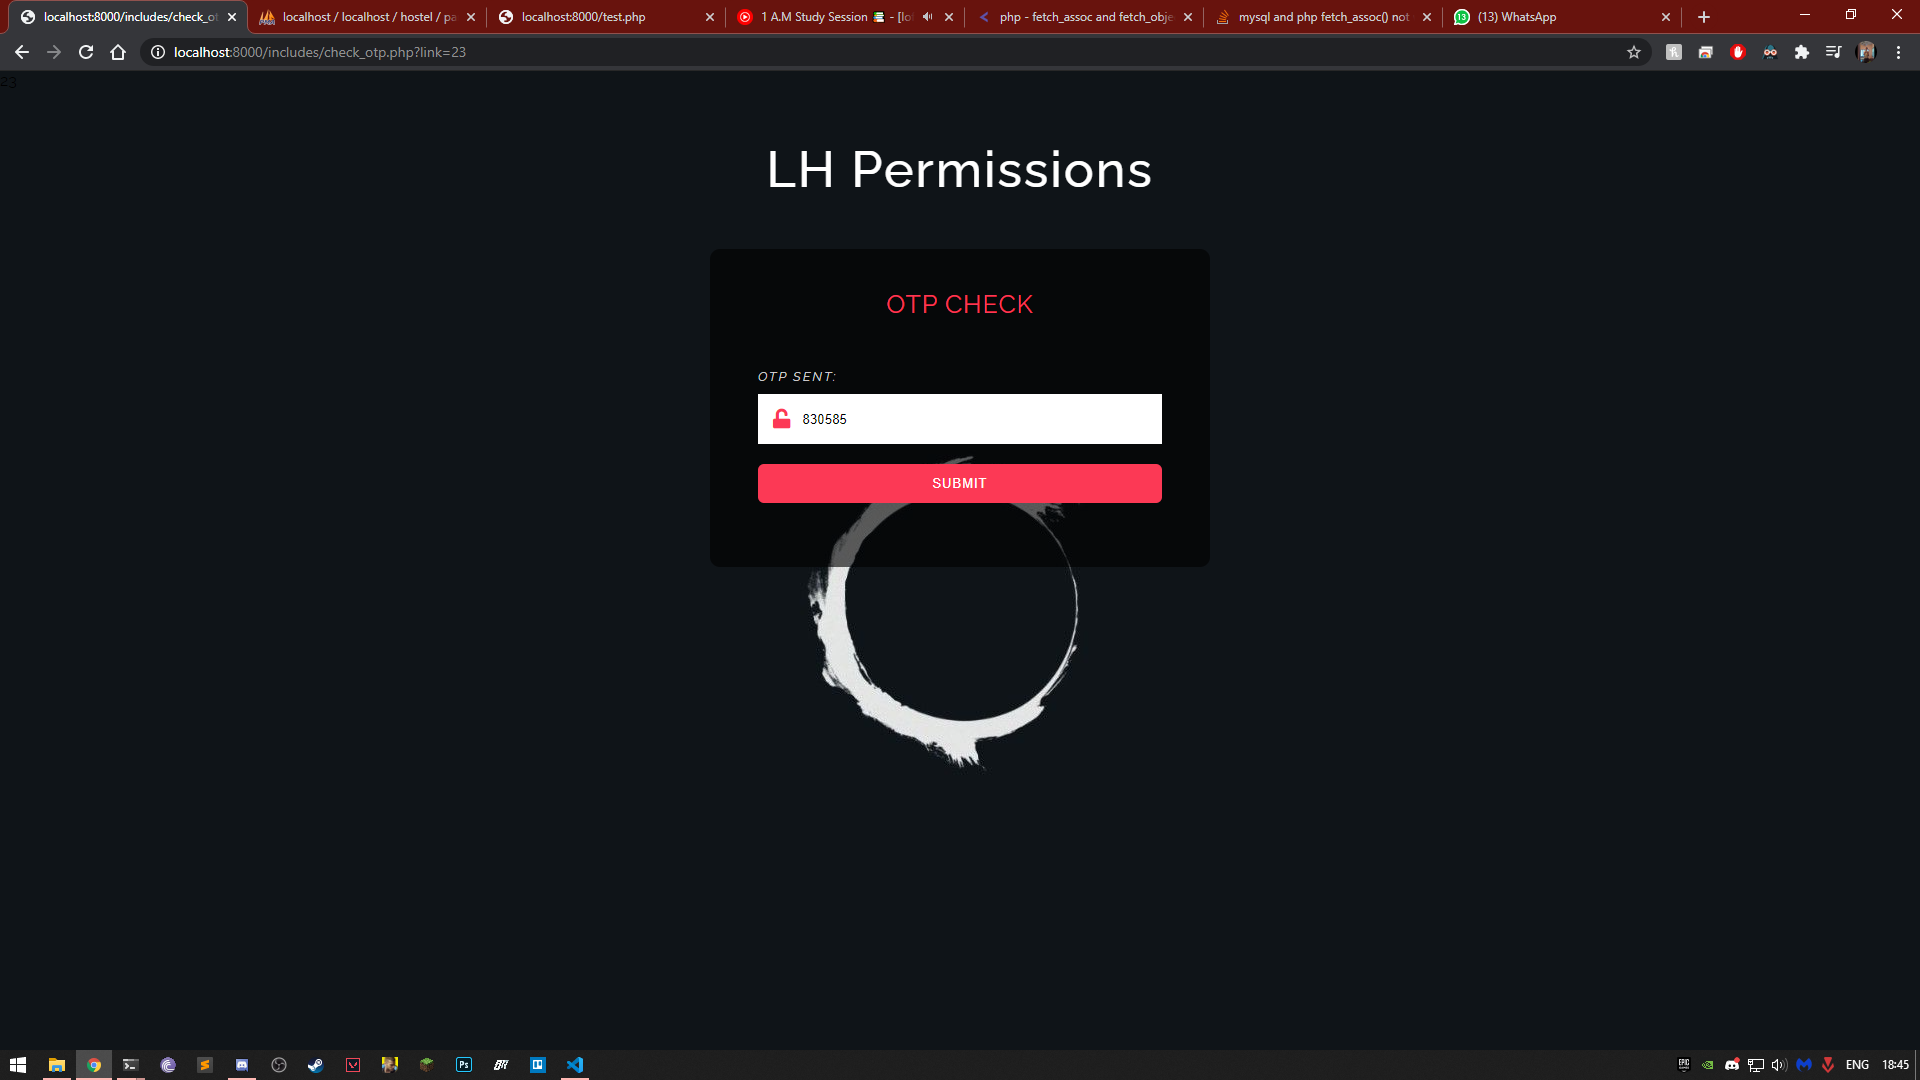 localhost:8000/includes/check_ot
localhost / localhost / hostel / pa
localhost:8000/test.php
1 A.M Study Session 📚 - [lo
php - fetch_assoc and fetch_obje
mysql and php fetch_assoc() not
13
(13) WhatsApp
localhost:8000/includes/check_otp.php?link=23
23
LH Permissions
OTP CHECK
OTP SENT:
830585
SUBMIT
Ps
ENG
18:45